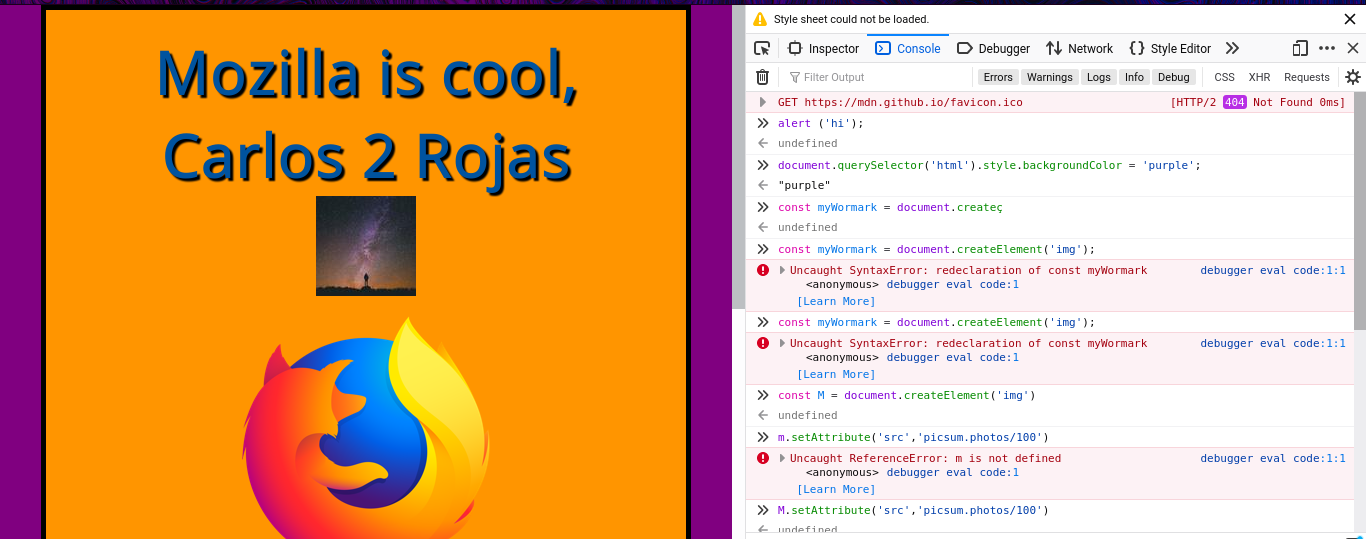 Mozilla is cool,
Carlos 2 Rojas
Style sheet could not be loaded.
Inspector Console Debugger Network Style Editor
Filter Output Errors Warnings Logs Info Debug CSS XHR Requests
GET https://mdn.github.io/favicon.ico [HTTP/2 404 Not Found 0ms]
alert ('hi');
undefined
document.querySelector('html').style.backgroundColor = 'purple';
"purple"
const myWormark = document.createç
undefined
const myWormark = document.createElement('img');
Uncaught SyntaxError: redeclaration of const myWormark debugger eval code:1:1
<anonymous> debugger eval code:1
[Learn More]
const myWormark = document.createElement('img');
Uncaught SyntaxError: redeclaration of const myWormark debugger eval code:1:1
<anonymous> debugger eval code:1
[Learn More]
const M = document.createElement('img')
undefined
m.setAttribute('src','picsum.photos/100')
Uncaught ReferenceError: m is not defined debugger eval code:1:1
<anonymous> debugger eval code:1
[Learn More]
M.setAttribute('src','picsum.photos/100')
undefined